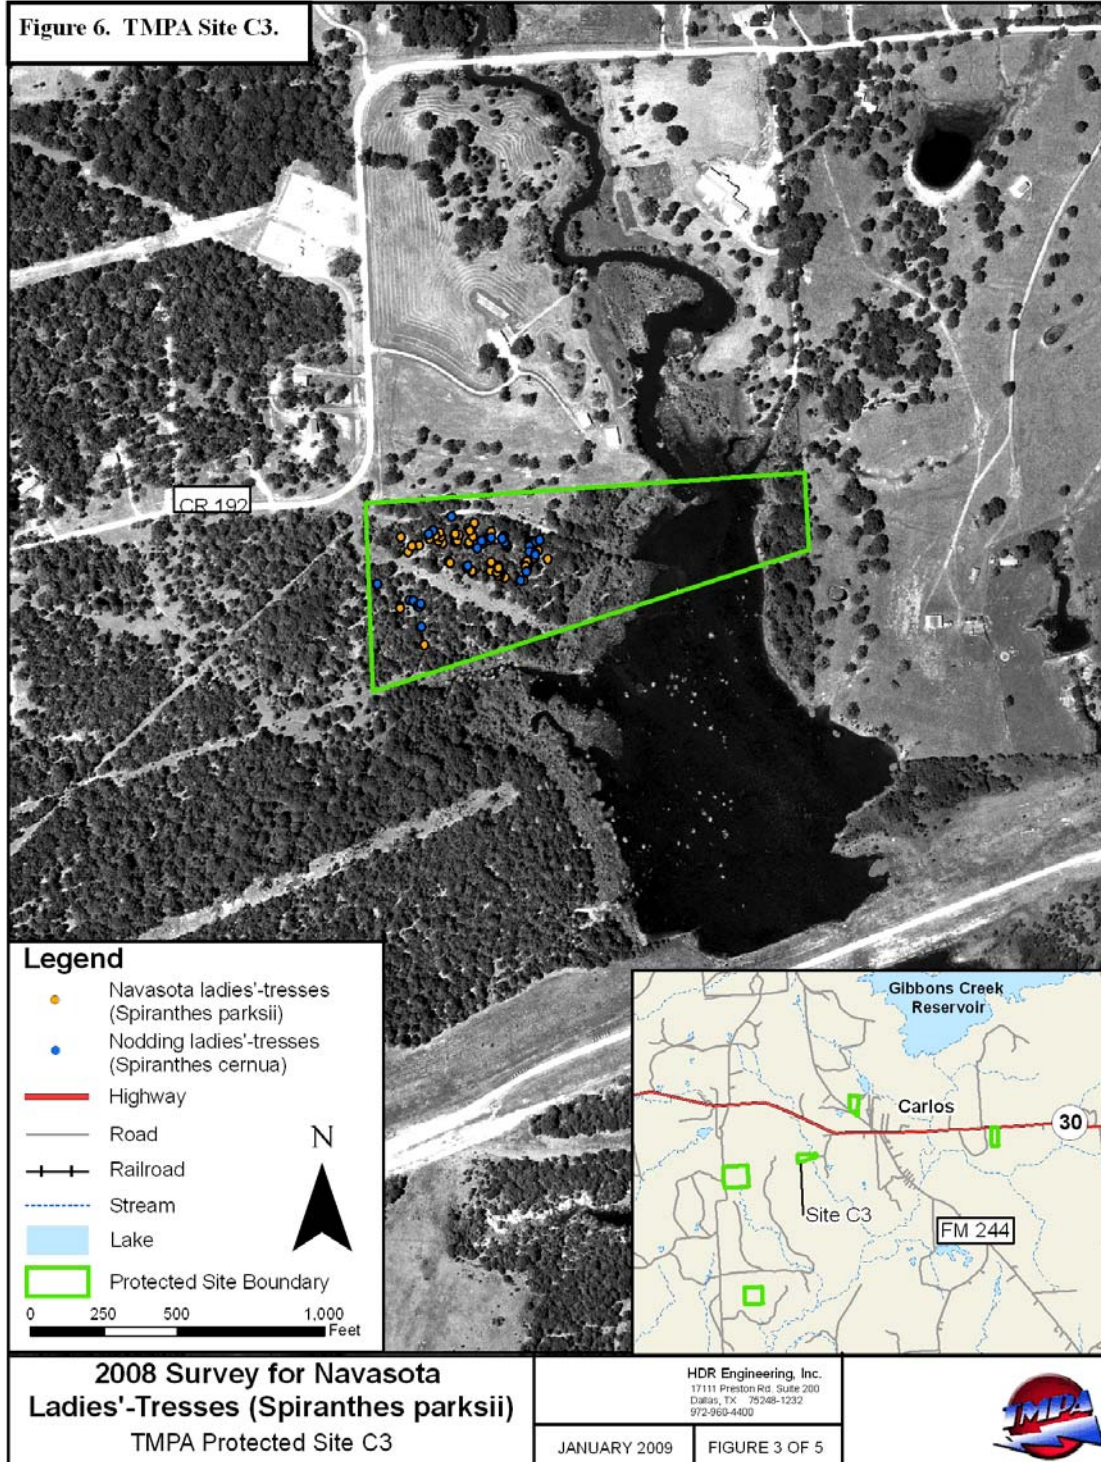 Figure 6.  TMPA Site C3.
CR 192
Legend
Navasota ladies'-tresses
(Spiranthes parksii)
Nodding ladies'-tresses
(Spiranthes cernua)
Highway
Road
Railroad
Stream
Lake
Protected Site Boundary
N
0 250 500 1,000
Feet
Gibbons Creek
Reservoir
Carlos
30
Site C3
FM 244
2008 Survey for Navasota
Ladies'-Tresses (Spiranthes parksii)
TMPA Protected Site C3
HDR Engineering, Inc.
17111 Preston Rd. Suite 200
Dallas, TX 75248-1232
972-960-4400
JANUARY 2009
FIGURE 3 OF 5
TMPA